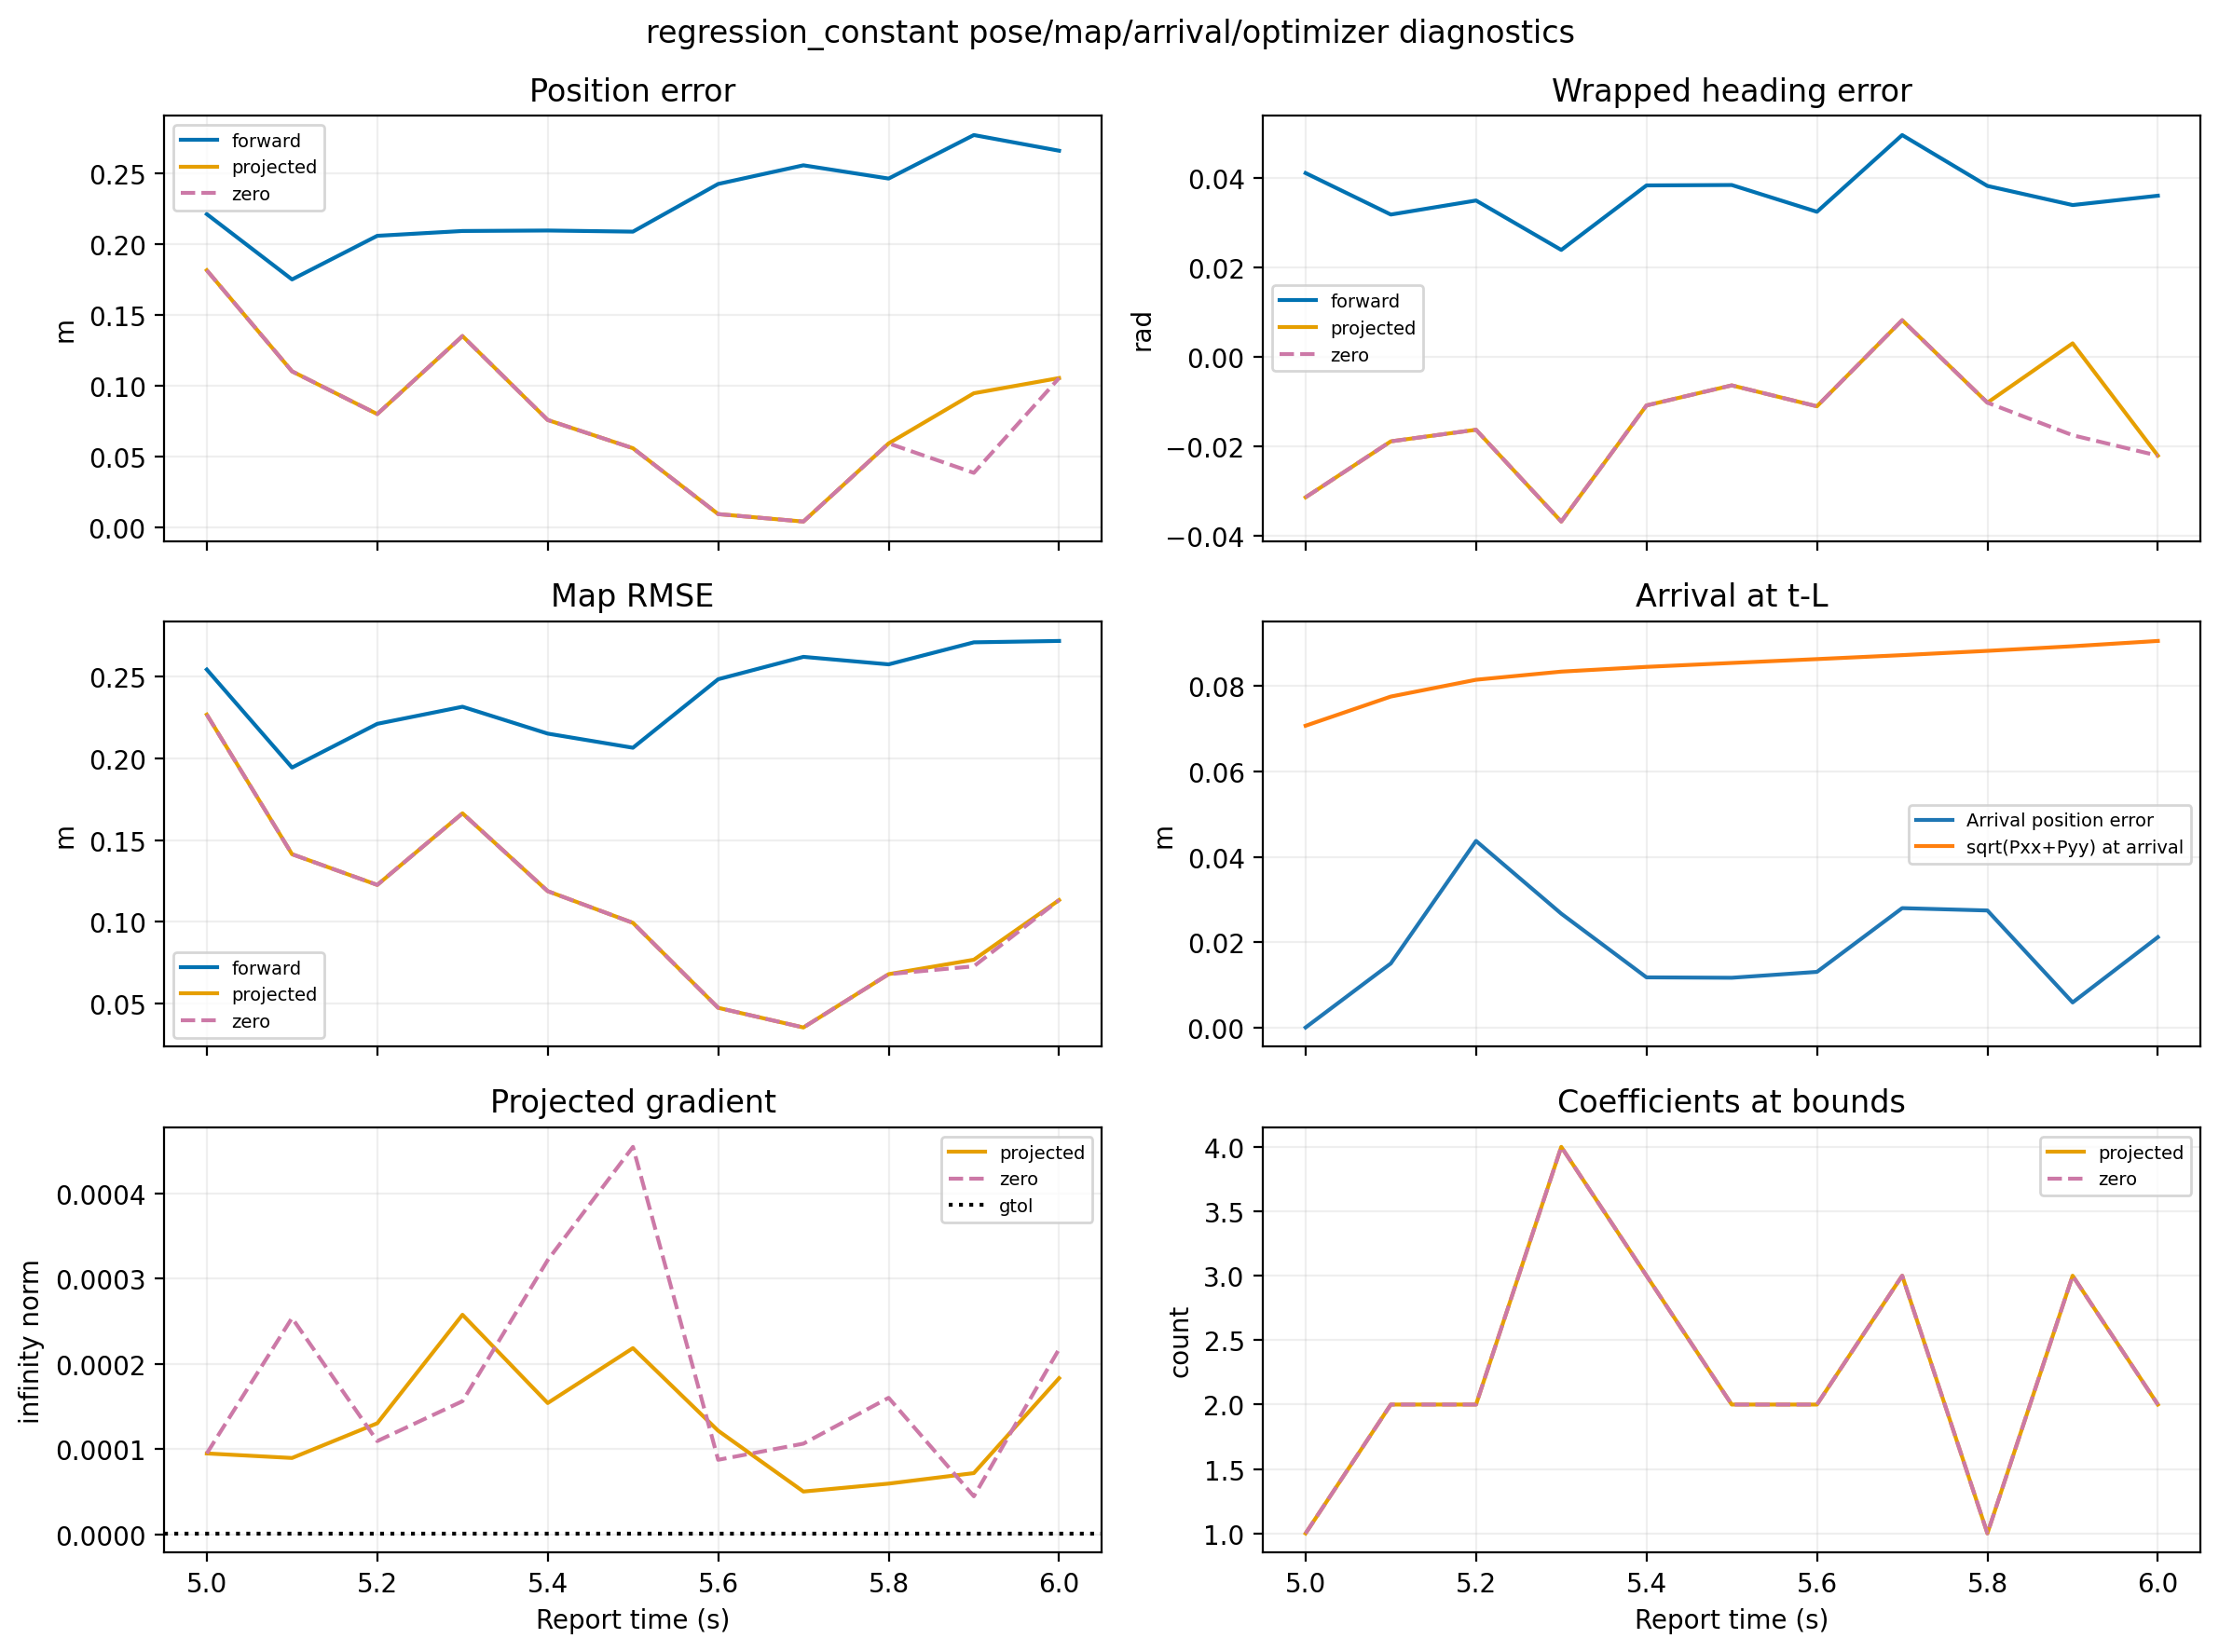 regression_constant pose/map/arrival/optimizer diagnostics
Position error
m
0.25
0.20
0.15
0.10
0.05
0.00
forward
projected
zero
Wrapped heading error
rad
0.04
0.02
0.00
−0.02
−0.04
forward
projected
zero
Map RMSE
m
0.25
0.20
0.15
0.10
0.05
forward
projected
zero
Arrival at t-L
m
0.08
0.06
0.04
0.02
0.00
Arrival position error
sqrt(Pxx+Pyy) at arrival
Projected gradient
infinity norm
0.0004
0.0003
0.0002
0.0001
0.0000
projected
zero
gtol
5.0 5.2 5.4 5.6 5.8 6.0
Report time (s)
Coefficients at bounds
count
4.0
3.5
3.0
2.5
2.0
1.5
1.0
projected
zero
5.0 5.2 5.4 5.6 5.8 6.0
Report time (s)